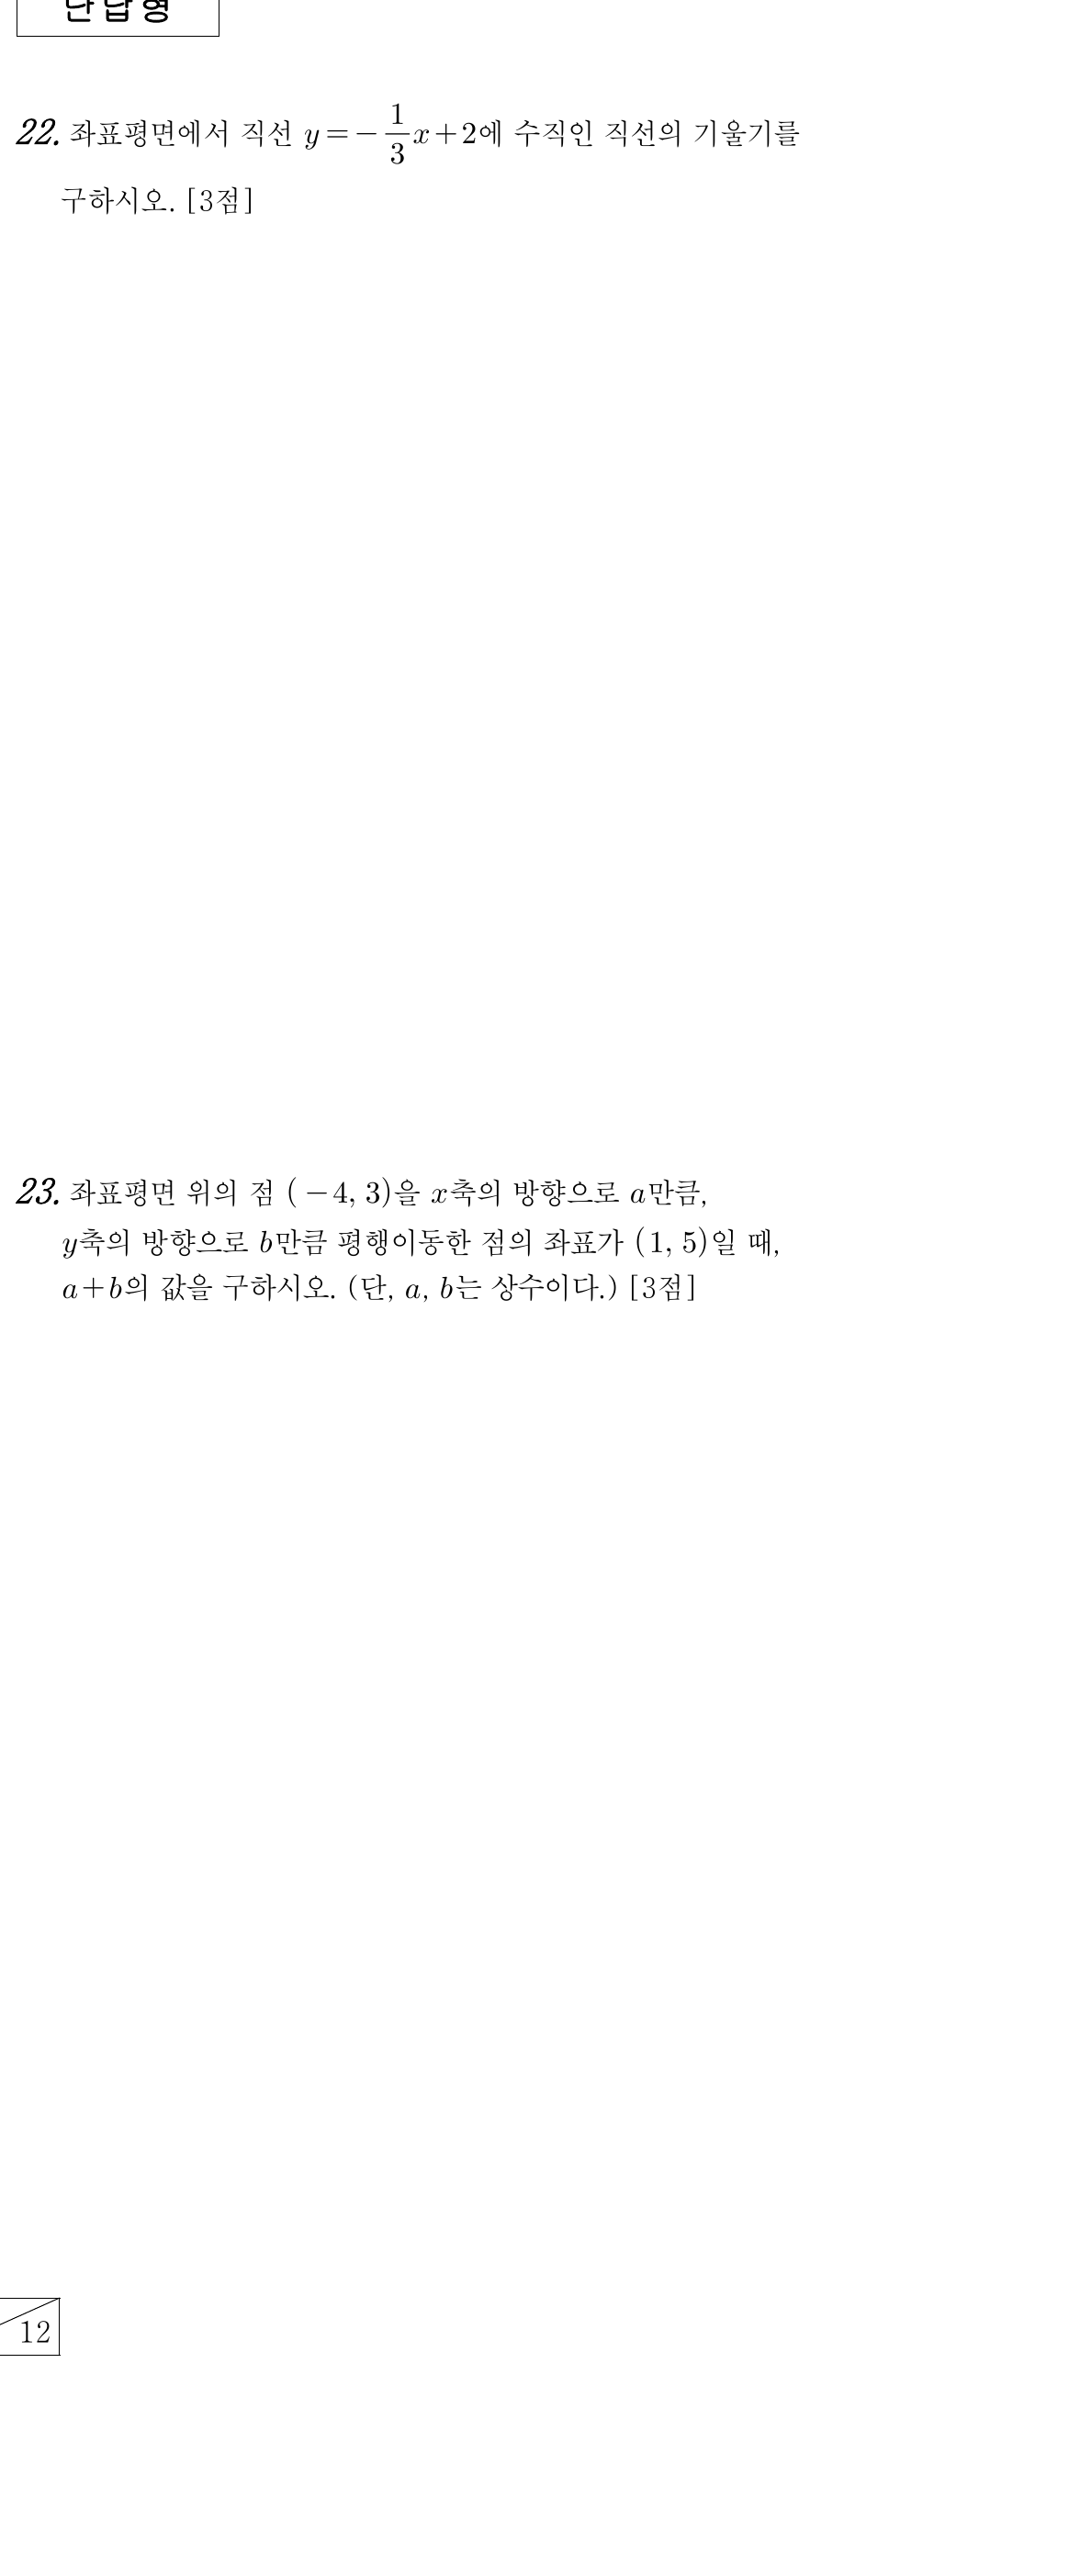 단답형
22. 좌표평면에서 직선 y=-1/3x+2에 수직인 직선의 기울기를
구하시오. [3점]
23. 좌표평면 위의 점 (-4, 3)을 x축의 방향으로 a만큼,
y축의 방향으로 b만큼 평행이동한 점의 좌표가 (1, 5)일 때,
a+b의 값을 구하시오. (단, a, b는 상수이다.) [3점]
12